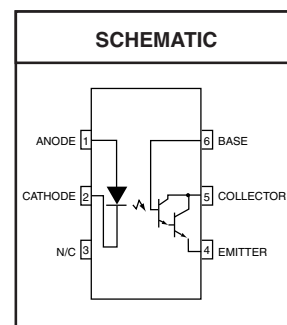 SCHEMATIC
ANODE 1
6 BASE
CATHODE 2
5 COLLECTOR
N/C 3
4 EMITTER